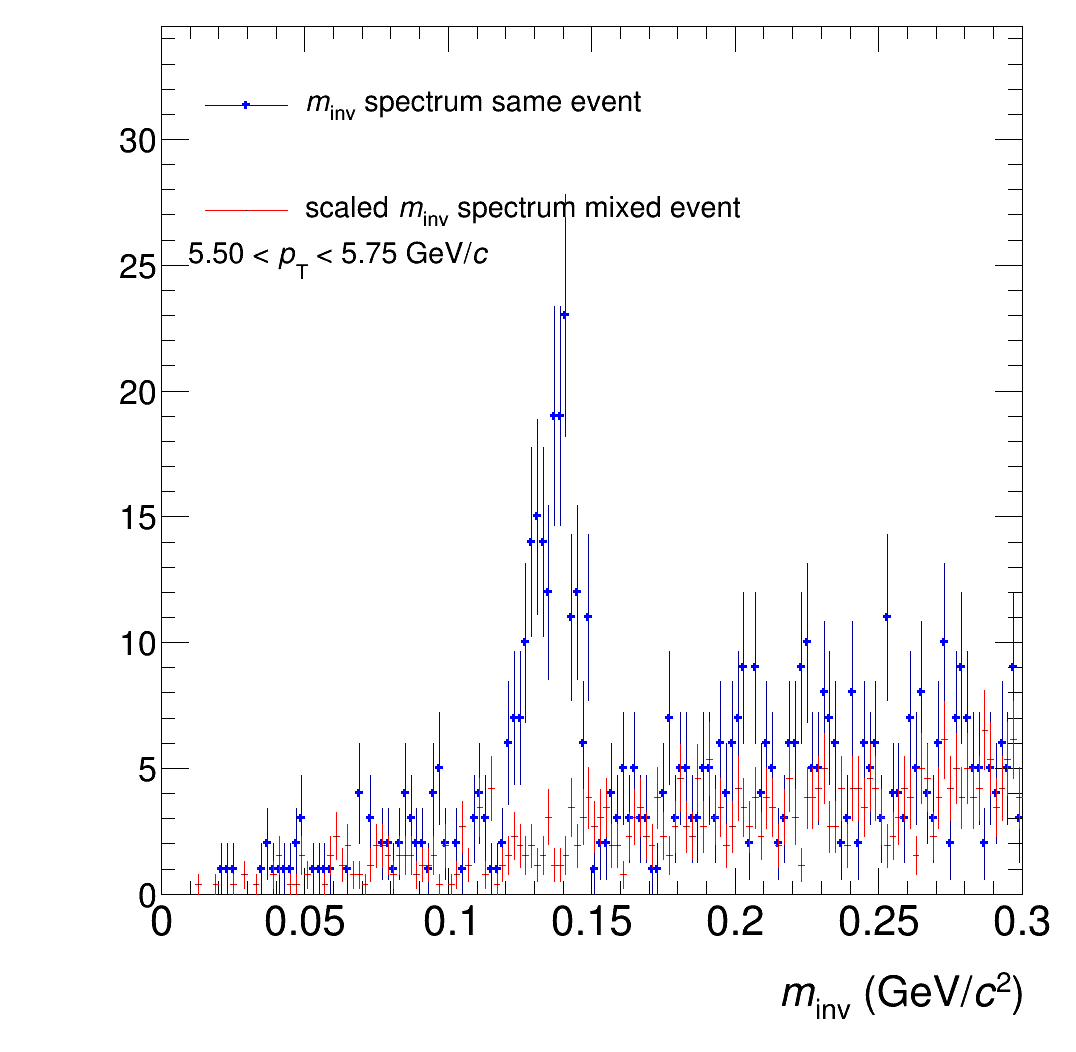 30
25
20
15
10
5
0
m_inv spectrum same event
scaled m_inv spectrum mixed event
5.50 < p_T < 5.75 GeV/c
0 0.05 0.1 0.15 0.2 0.25 0.3
m_inv (GeV/c²)